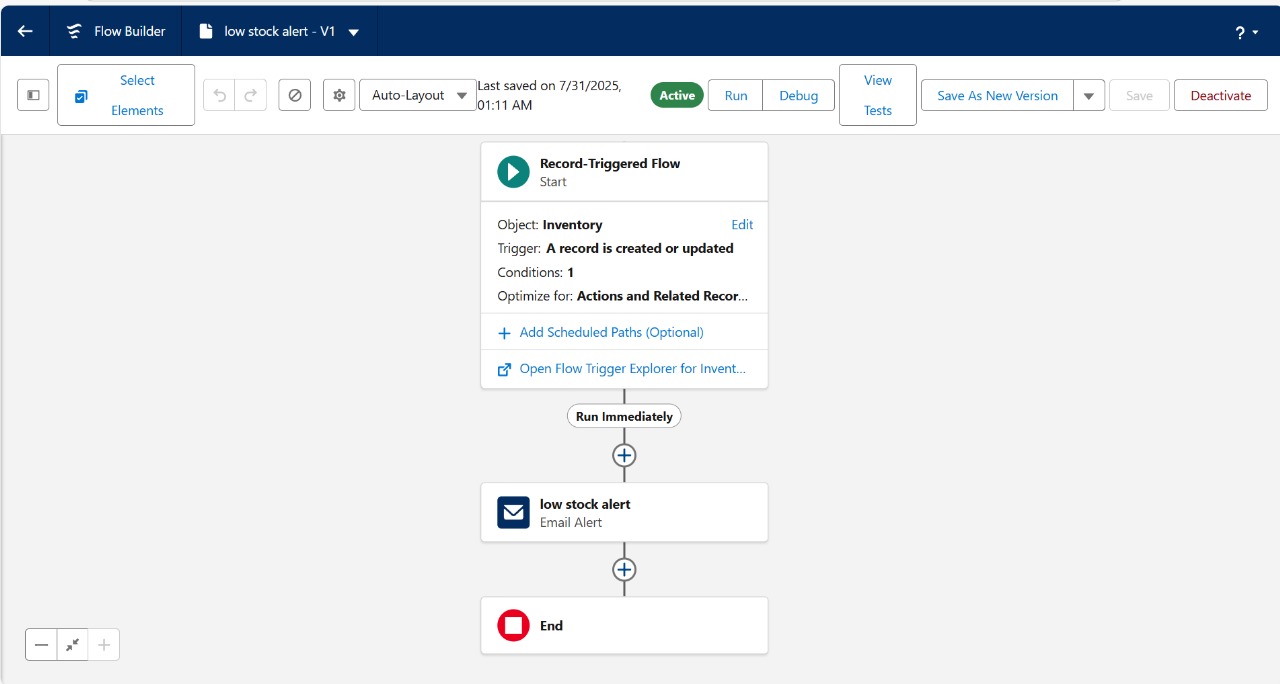 Flow Builder
low stock alert - V1
?
Select
Elements
Auto-Layout
Last saved on 7/31/2025,
01:11 AM
Active
Run
Debug
View
Tests
Save As New Version
Save
Deactivate
Record-Triggered Flow
Start
Object: Inventory
Edit
Trigger: A record is created or updated
Conditions: 1
Optimize for: Actions and Related Recor...
Add Scheduled Paths (Optional)
Open Flow Trigger Explorer for Invent...
Run Immediately
low stock alert
Email Alert
End